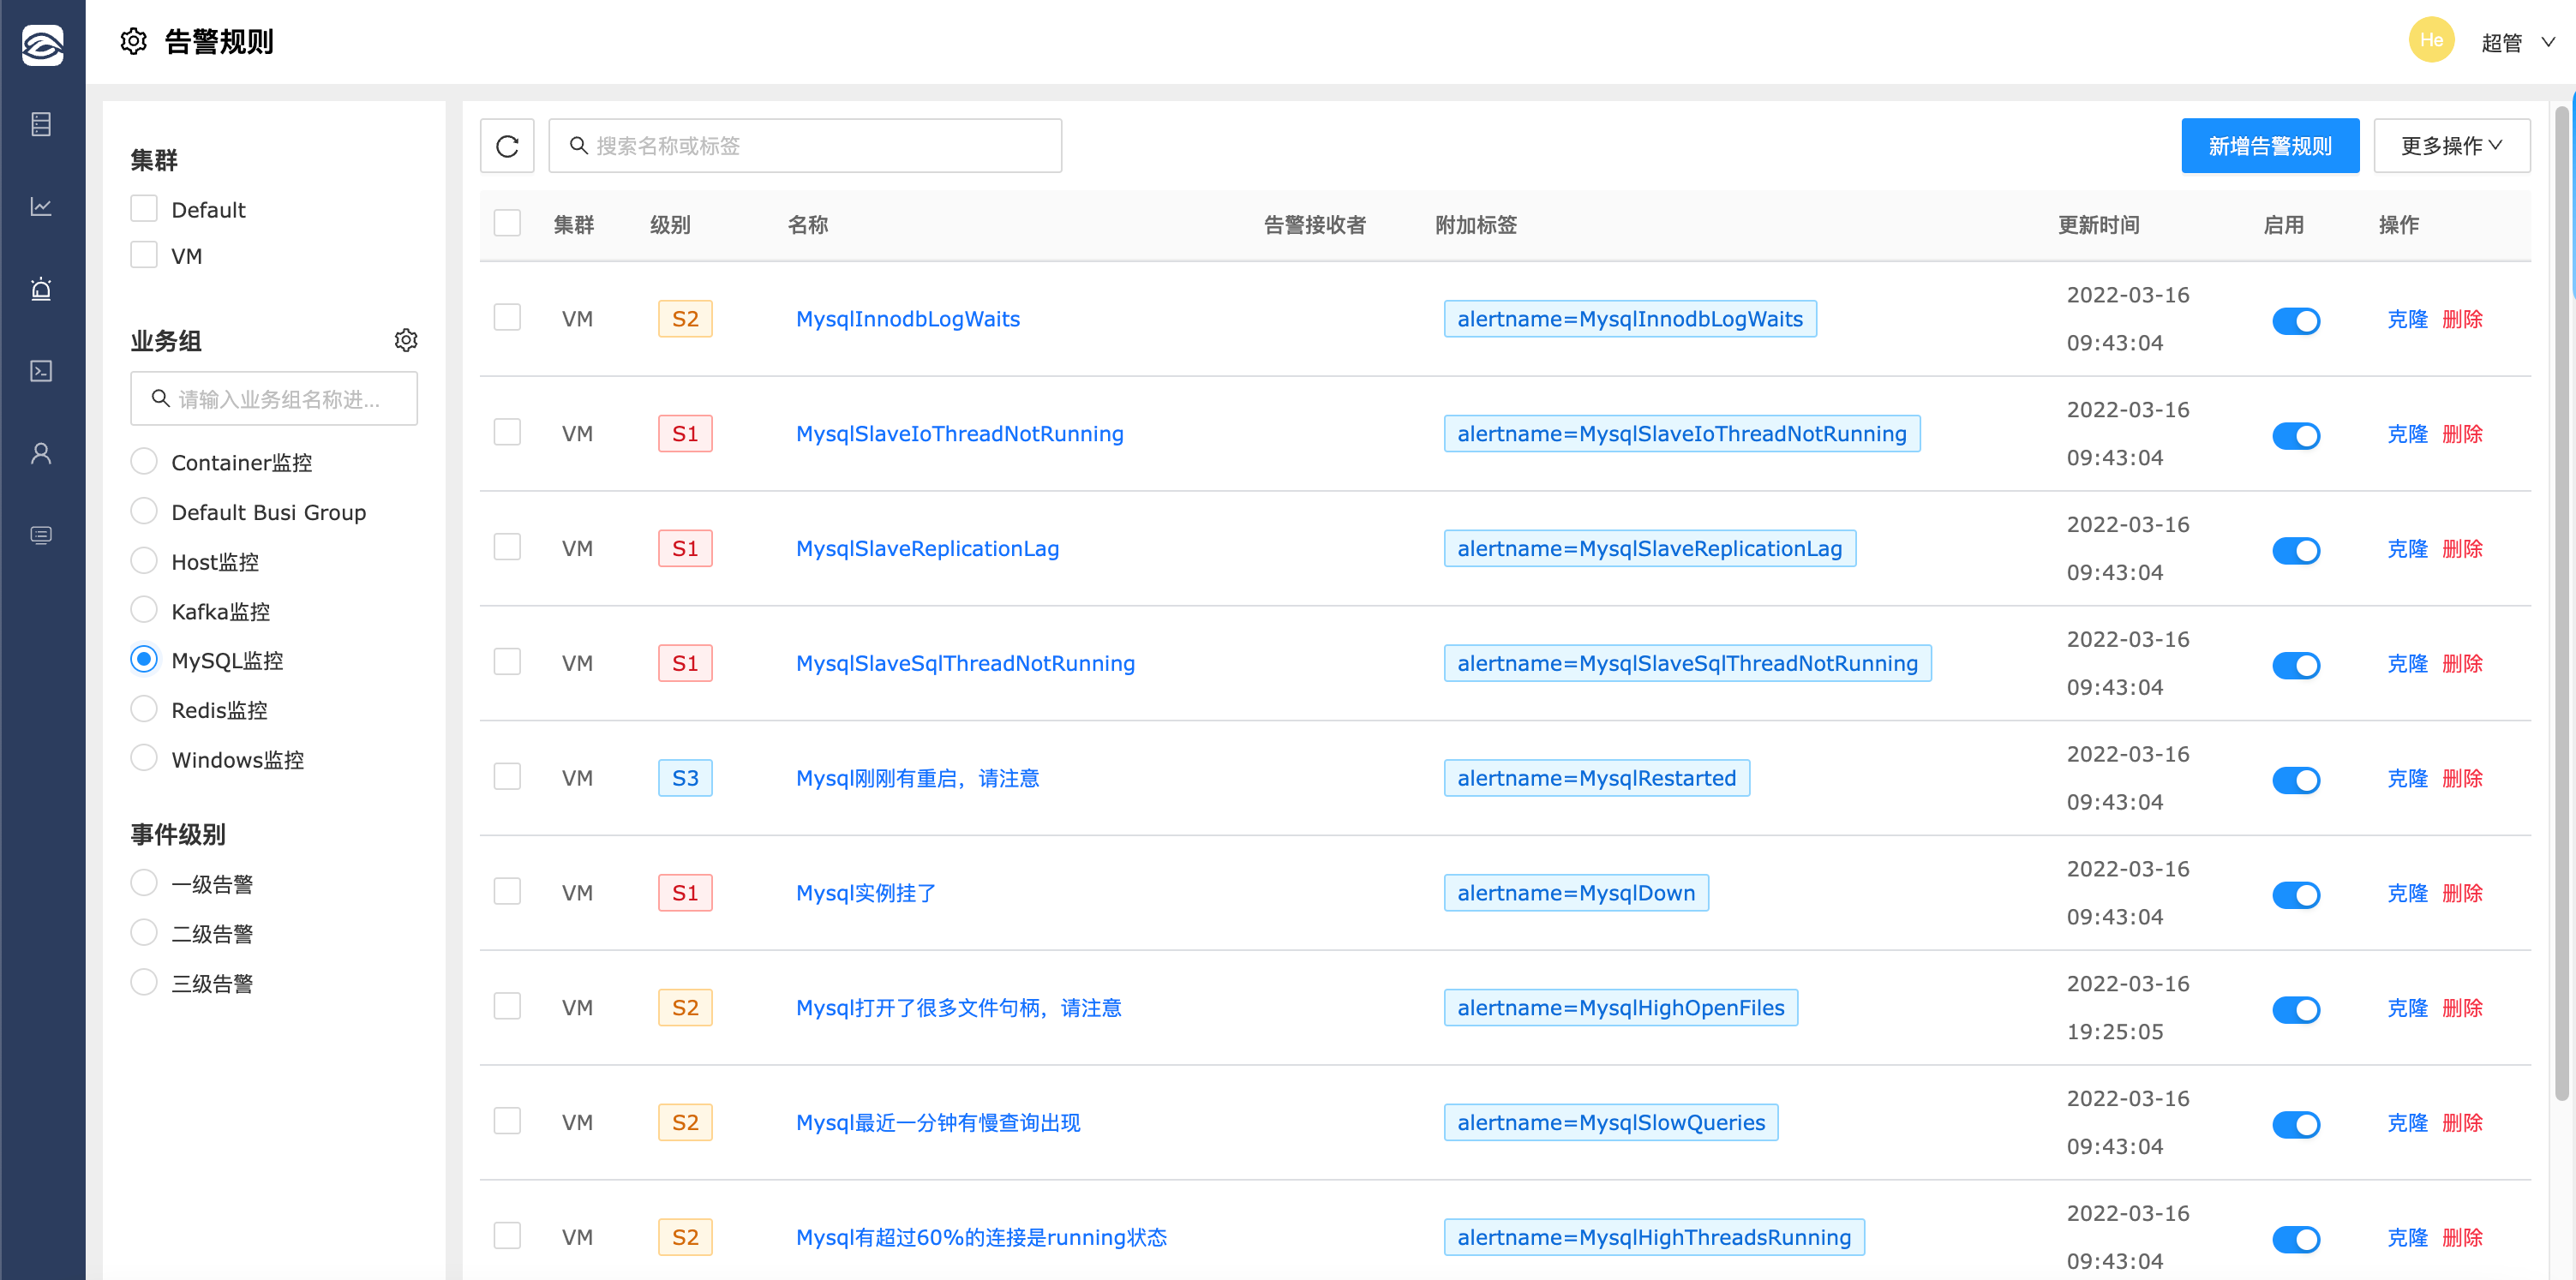 告警规则
He
超管
集群
Default
VM
业务组
请输入业务组名称进...
Container监控
Default Busi Group
Host监控
Kafka监控
MySQL监控
Redis监控
Windows监控
事件级别
一级告警
二级告警
三级告警
搜索名称或标签
新增告警规则
更多操作
集群 级别 名称 告警接收者 附加标签 更新时间 启用 操作
VM S2 MysqlInnodbLogWaits alertname=MysqlInnodbLogWaits 2022-03-16 09:43:04 克隆 删除
VM S1 MysqlSlaveIoThreadNotRunning alertname=MysqlSlaveIoThreadNotRunning 2022-03-16 09:43:04 克隆 删除
VM S1 MysqlSlaveReplicationLag alertname=MysqlSlaveReplicationLag 2022-03-16 09:43:04 克隆 删除
VM S1 MysqlSlaveSqlThreadNotRunning alertname=MysqlSlaveSqlThreadNotRunning 2022-03-16 09:43:04 克隆 删除
VM S3 Mysql刚刚有重启，请注意 alertname=MysqlRestarted 2022-03-16 09:43:04 克隆 删除
VM S1 Mysql实例挂了 alertname=MysqlDown 2022-03-16 09:43:04 克隆 删除
VM S2 Mysql打开了很多文件句柄，请注意 alertname=MysqlHighOpenFiles 2022-03-16 19:25:05 克隆 删除
VM S2 Mysql最近一分钟有慢查询出现 alertname=MysqlSlowQueries 2022-03-16 09:43:04 克隆 删除
VM S2 Mysql有超过60%的连接是running状态 alertname=MysqlHighThreadsRunning 2022-03-16 09:43:04 克隆 删除